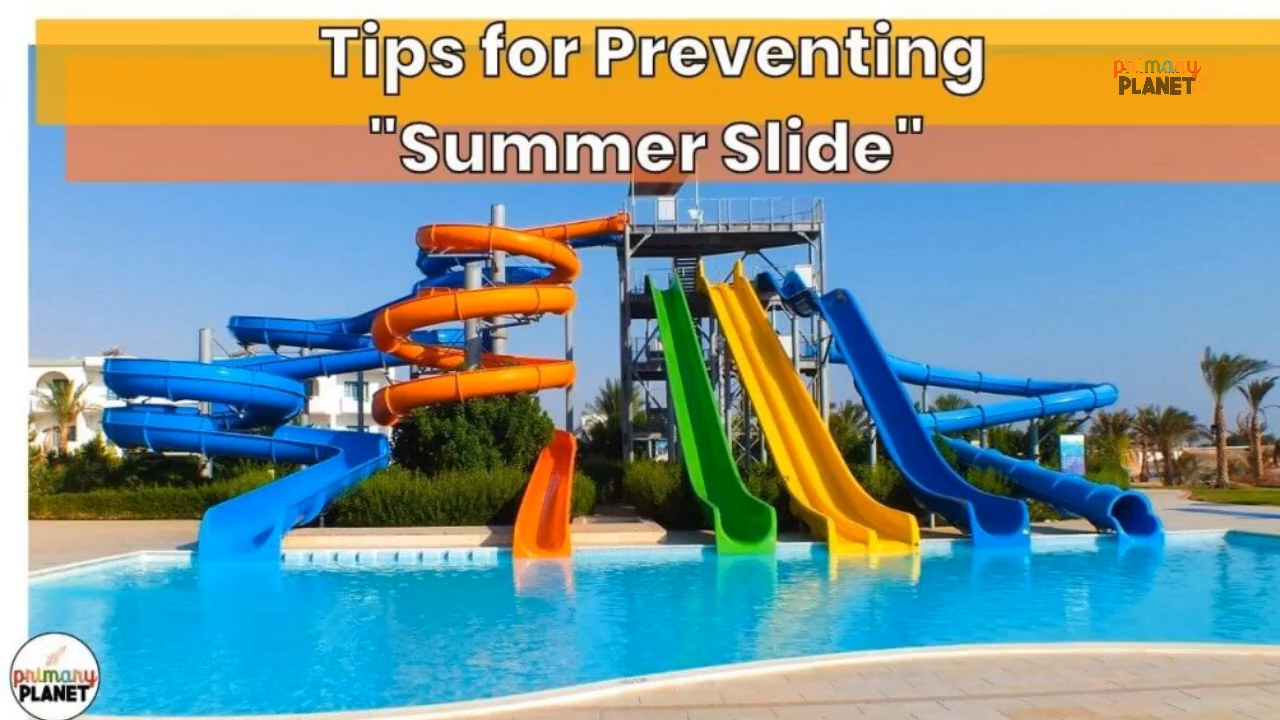 Tips for Preventing
"Summer Slide"
primary
PLANET
primary
PLANET